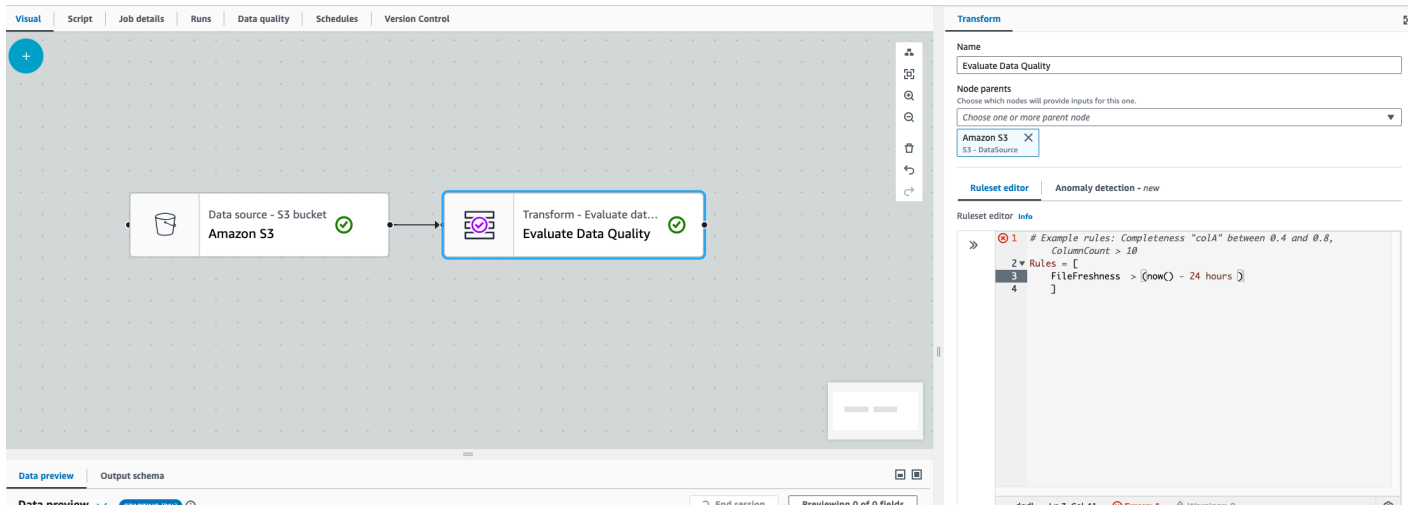 Visual Script Job details Runs Data quality Schedules Version Control
+
Data source - S3 bucket
Amazon S3
Transform - Evaluate dat...
Evaluate Data Quality
Data preview Output schema
Data preview
End session
Previewing 0 of 0 fields
Transform
Name
Evaluate Data Quality
Node parents
Choose which nodes will provide inputs for this one.
Choose one or more parent node
Amazon S3
S3 - DataSource
Ruleset editor Anomaly detection - new
Ruleset editor Info
1 # Example rules: Completeness "colA" between 0.4 and 0.8,
ColumnCount > 10
2 Rules = [
3 FileFreshness > (now() - 24 hours )
4 ]
Errors: 1 Warnings: 0